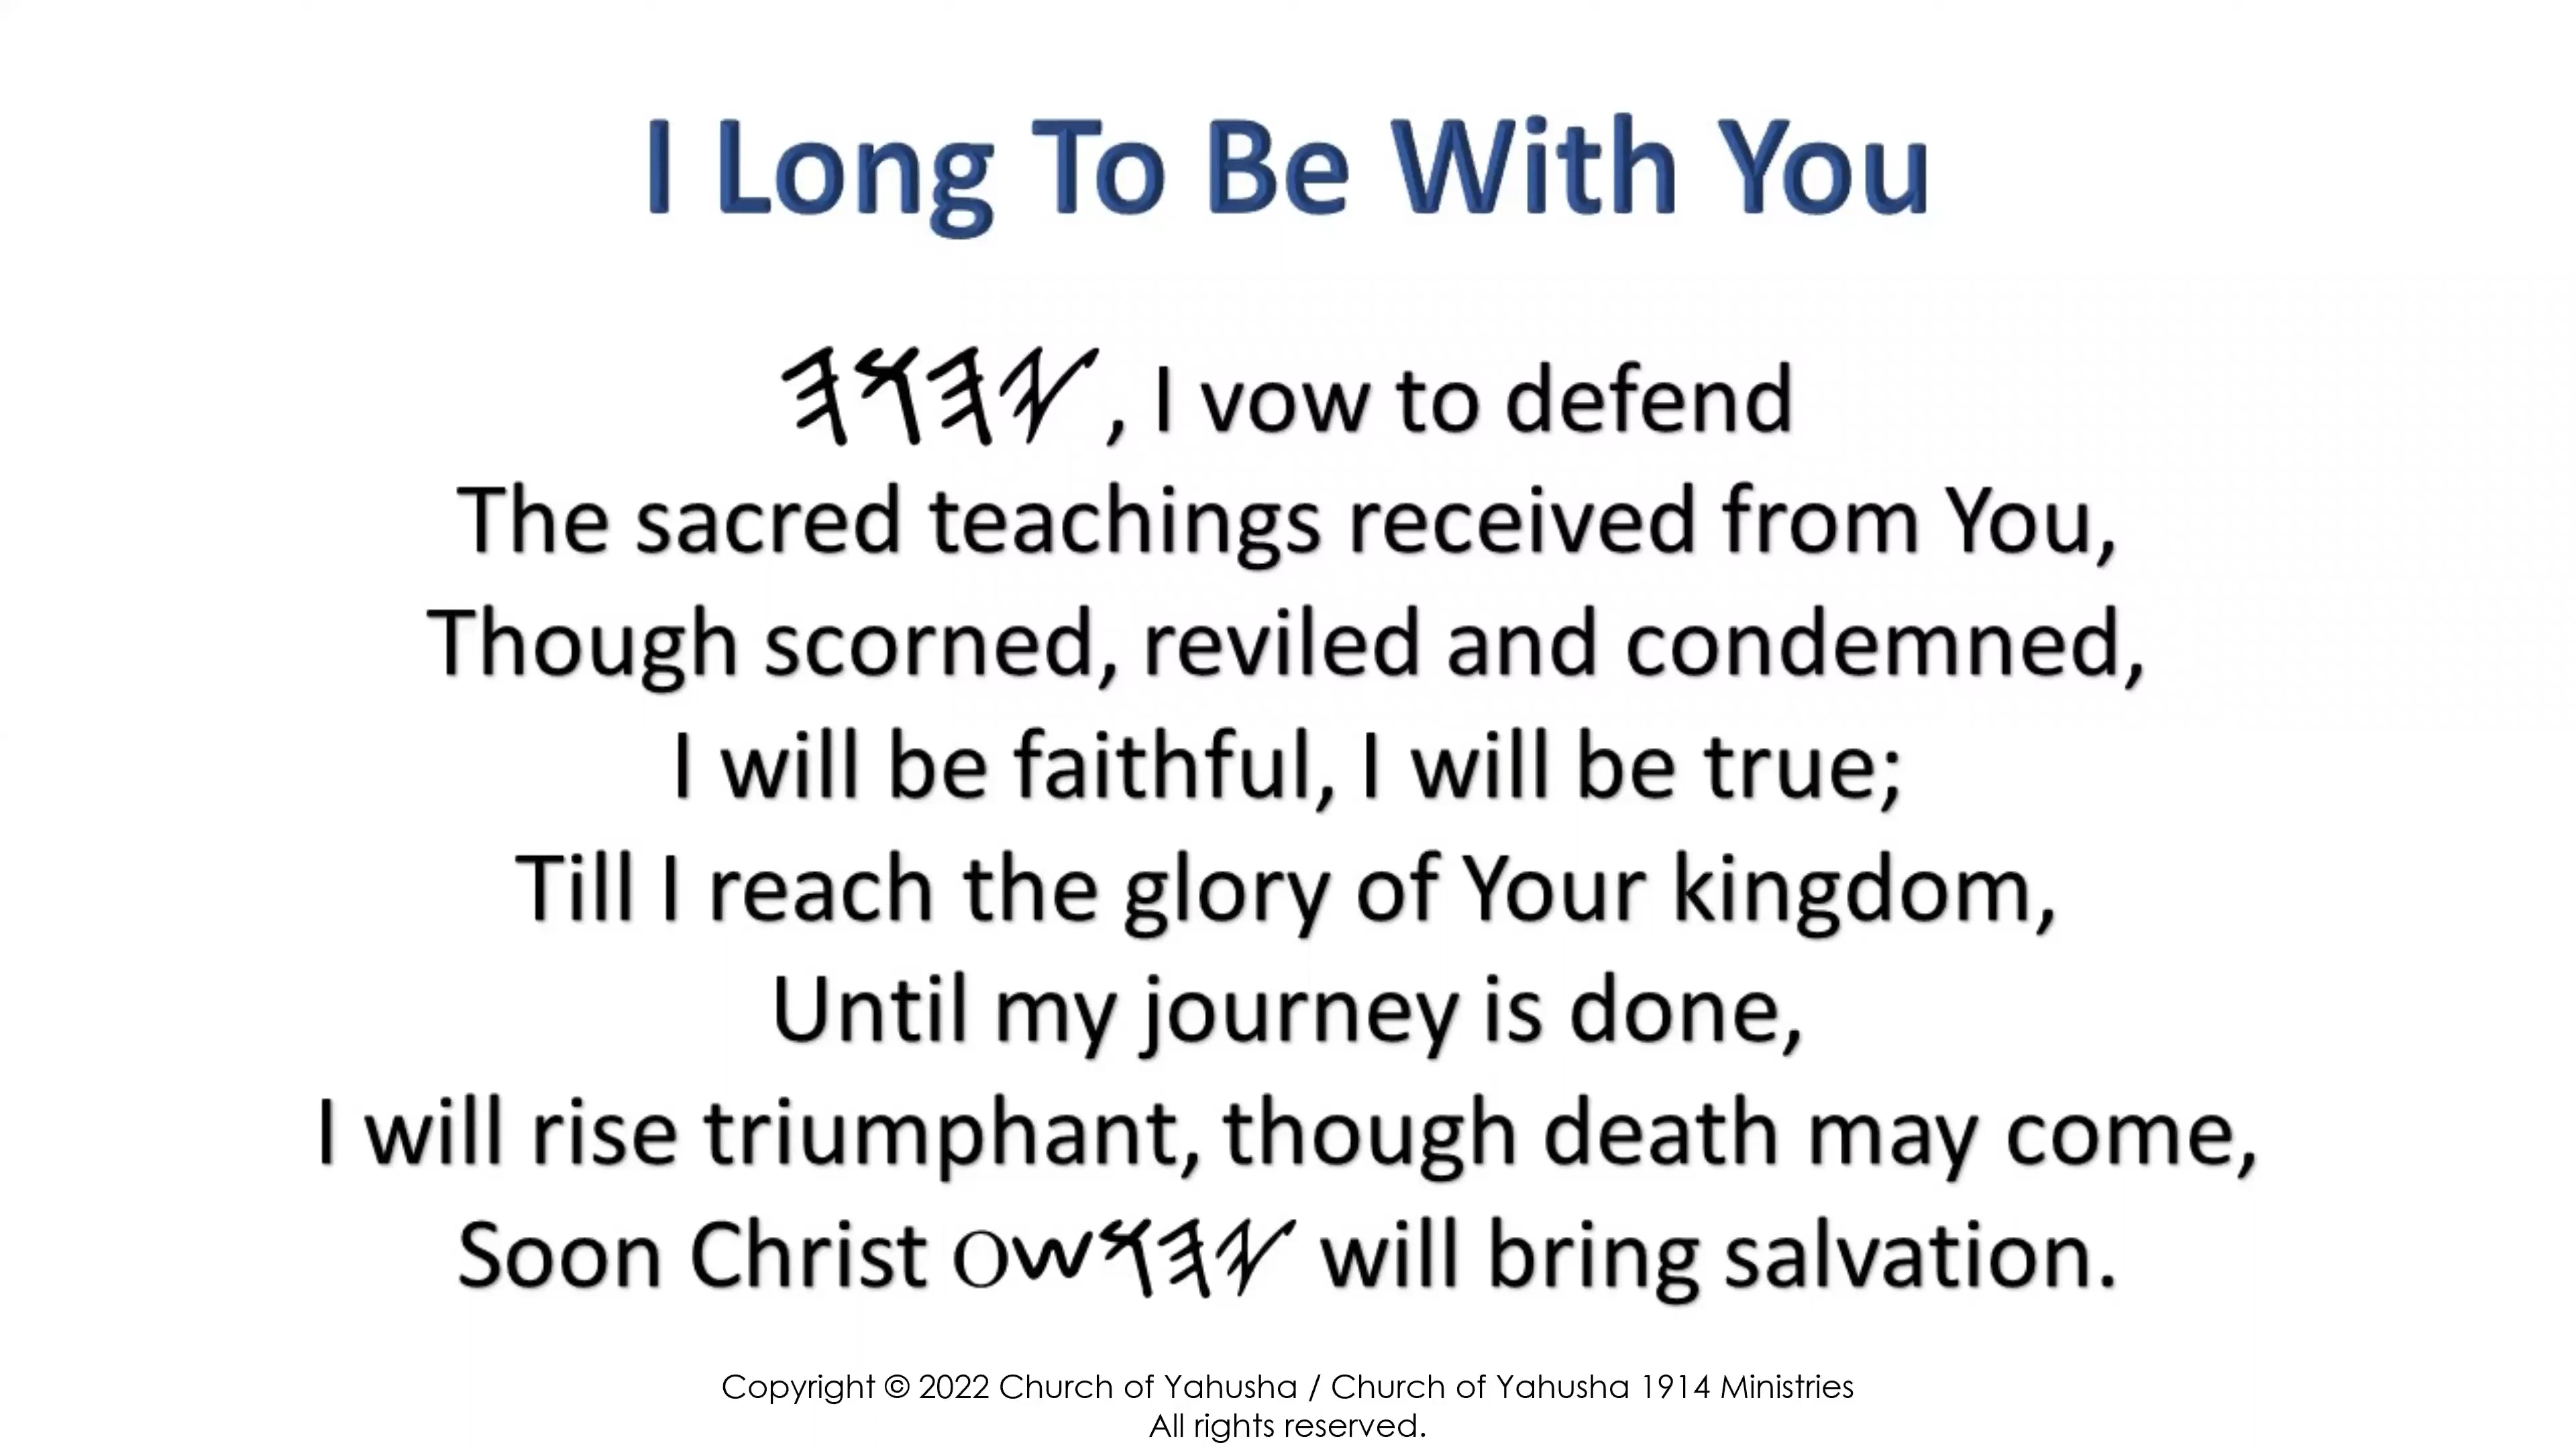 I Long To Be With You
𐤉𐤄𐤅𐤄, I vow to defend
The sacred teachings received from You,
Though scorned, reviled and condemned,
I will be faithful, I will be true;
Till I reach the glory of Your kingdom,
Until my journey is done,
I will rise triumphant, though death may come,
Soon Christ 𐤉𐤄𐤅𐤔𐤏 will bring salvation.
Copyright © 2022 Church of Yahusha / Church of Yahusha 1914 Ministries
All rights reserved.